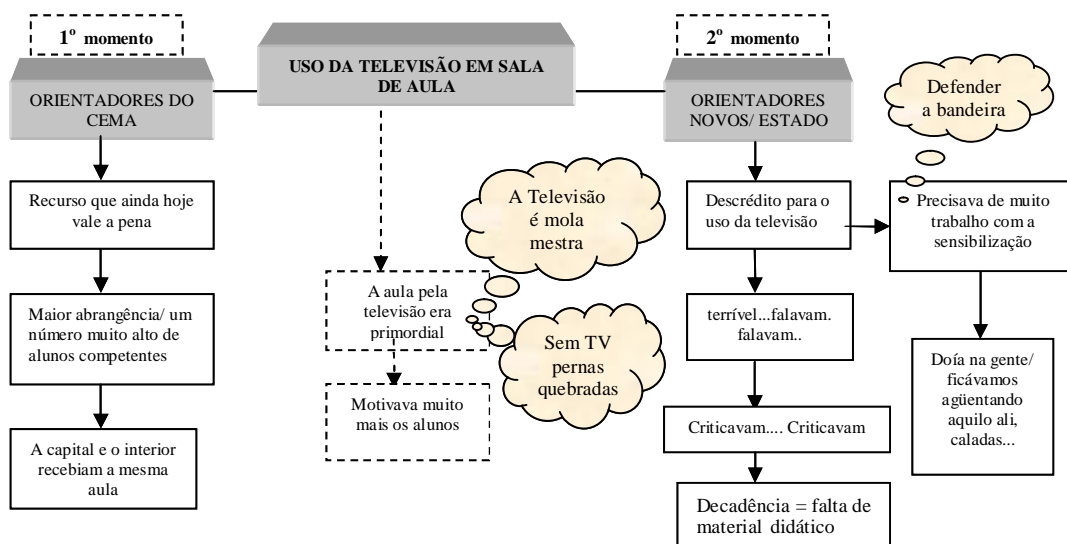 1º momento
ORIENTADORES DO
CEMA
Recurso que ainda hoje
vale a pena
Maior abrangência/ um
número muito alto de
alunos competentes
A capital e o interior
recebiam a mesma
aula
USO DA TELEVISÃO EM SALA
DE AULA
A Televisão
é mola
mestra
A aula pela
televisão era
primordial
Sem TV
pernas
quebradas
Motivava muito
mais os alunos
2º momento
ORIENTADORES
NOVOS/ ESTADO
Descrédito para o
uso da televisão
terrível...falavam.
falavam..
Criticavam.... Criticavam
Decadência = falta de
material didático
Defender
a bandeira
Precisava de muito
trabalho com a
sensibilização
Doía na gente/
ficávamos
agüentando
aquilo ali,
caladas...